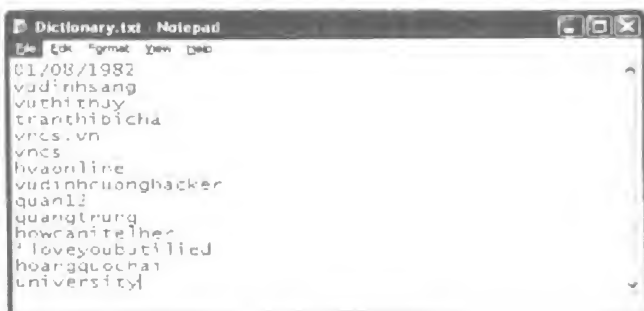 Dictionary.txt - Notepad
File Edit Format View Help
01/08/1982
vudinhsang
vuthithuy
tranthibicha
vncs.vn
vncs
hvaonline
vudinhcuonghacker
quan12
quangtrung
howcanitelher
iloveyoubutilied
hoangquochai
university